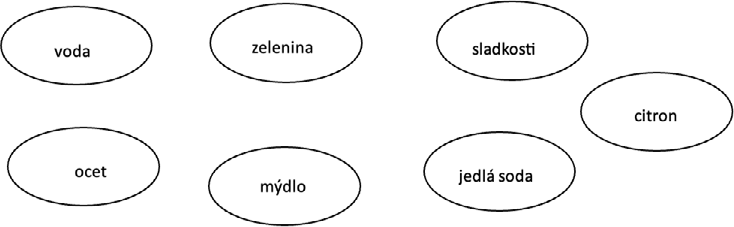 voda
zelenina
sladkosti
citron
ocet
mýdlo
jedlá soda